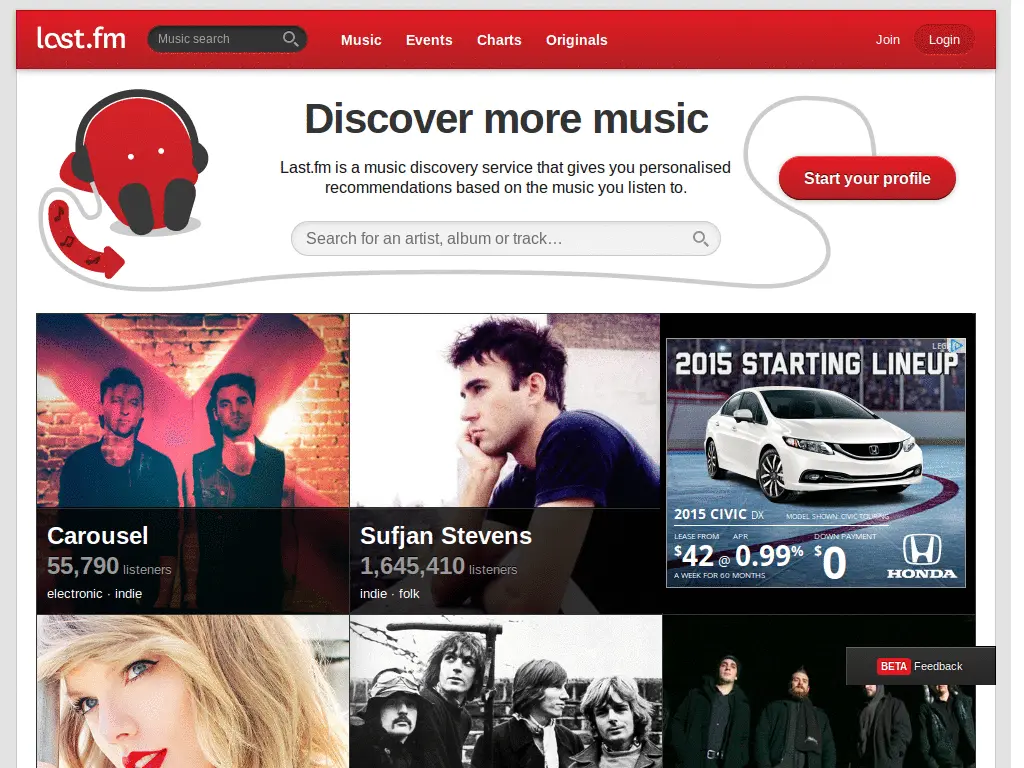 last.fm
Music search
Music Events Charts Originals
Join Login
Discover more music
Last.fm is a music discovery service that gives you personalised
recommendations based on the music you listen to.
Start your profile
Search for an artist, album or track…
Carousel
55,790 listeners
electronic · indie
Sufjan Stevens
1,645,410 listeners
indie · folk
2015 STARTING LINEUP
2015 CIVIC DX
MODEL SHOWN: CIVIC TOURING
LEASE FROM APR DOWN PAYMENT
$42 @ 0.99% $0
A WEEK FOR 60 MONTHS
HONDA
BETA Feedback